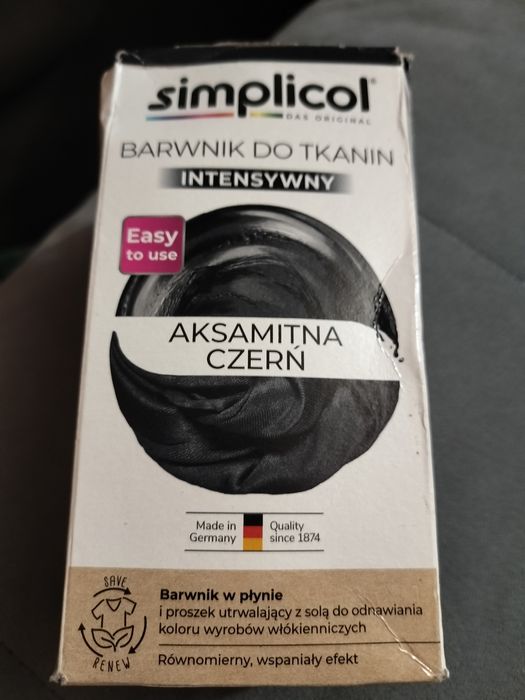 simplicol®
DAS ORIGINAL
BARWNIK DO TKANIN
INTENSYWNY
Easy
to use
AKSAMITNA
CZERŃ
Made in
Germany
Quality
since 1874
SAVE
RENEW
Barwnik w płynie
i proszek utrwalający z solą do odnawiania
koloru wyrobów włókienniczych
Równomierny, wspaniały efekt